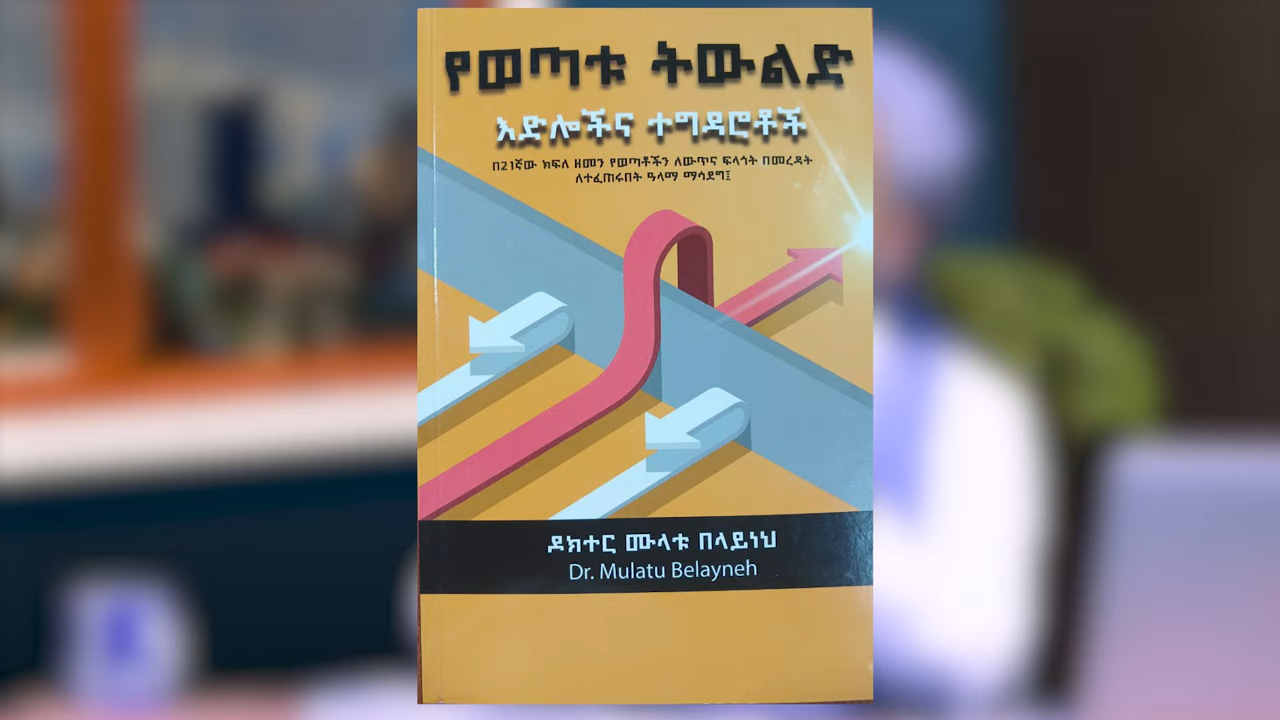 የወጣቱ ትውልድ
እድሎችና ተግዳሮቶች
በ21ኛው ክፍለ ዘመን የወጣቶችን ለውጥና ፍላጎት በመረዳት
ለተፈጠሩበት ዓላማ ማሳደግ፤
ዶክተር ሙላቱ በላይነህ
Dr. Mulatu Belayneh